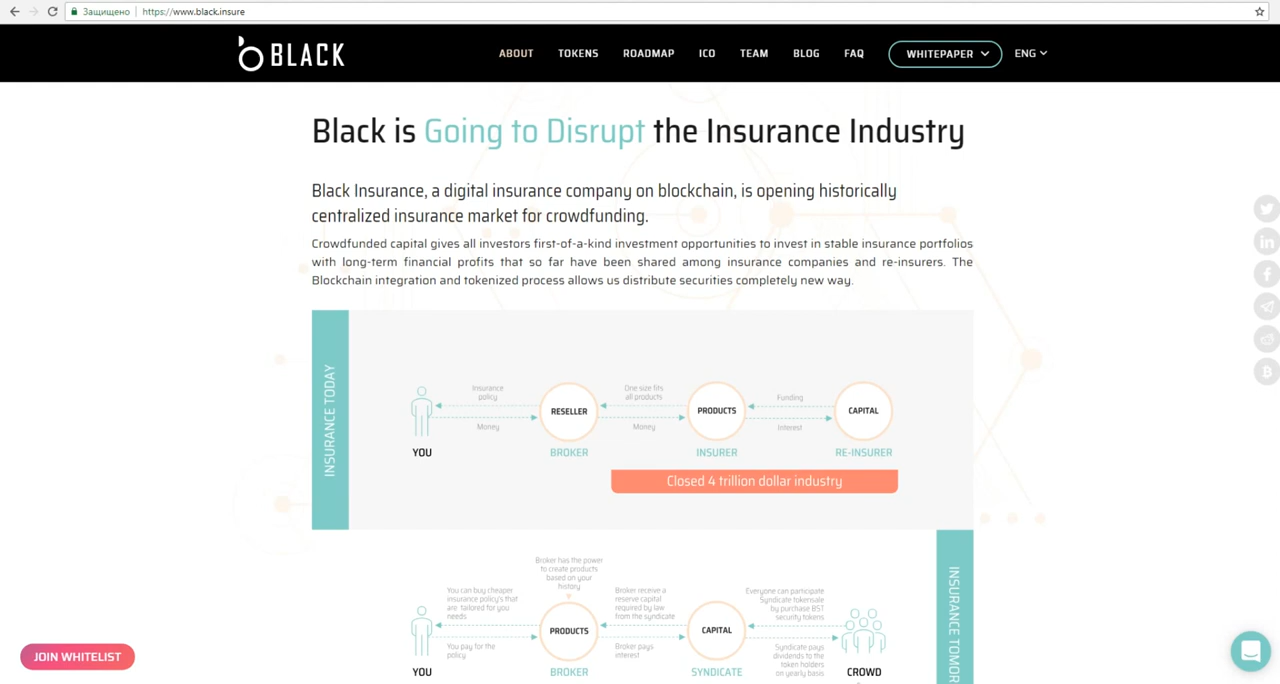 Защищено
https://www.black.insure
BLACK
ABOUT
TOKENS
ROADMAP
ICO
TEAM
BLOG
FAQ
WHITEPAPER
ENG
Black is Going to Disrupt the Insurance Industry
Black Insurance, a digital insurance company on blockchain, is opening historically
centralized insurance market for crowdfunding.
Crowdfunded capital gives all investors first-of-a-kind investment opportunities to invest in stable insurance portfolios
with long-term financial profits that so far have been shared among insurance companies and re-insurers. The
Blockchain integration and tokenized process allows us distribute securities completely new way.
INSURANCE TODAY
Insurance
policy
Money
RESELLER
One size fits
all products
Money
PRODUCTS
Funding
Interest
CAPITAL
YOU
BROKER
INSURER
RE-INSURER
Closed 4 trillion dollar industry
You can buy cheaper
insurance policy's that
are tailored for you
needs
You pay for the
policy
Broker has the power
to create products
based on your
history
PRODUCTS
Broker receive a
reserve capital
required by law
from the syndicate
Broker pays
interest
CAPITAL
Everyone can participate
Syndicate tokensale
by purchase BST
security tokens
Syndicate pays
dividends to the
token holders
on yearly basis
YOU
BROKER
SYNDICATE
CROWD
INSURANCE TOMOR
JOIN WHITELIST